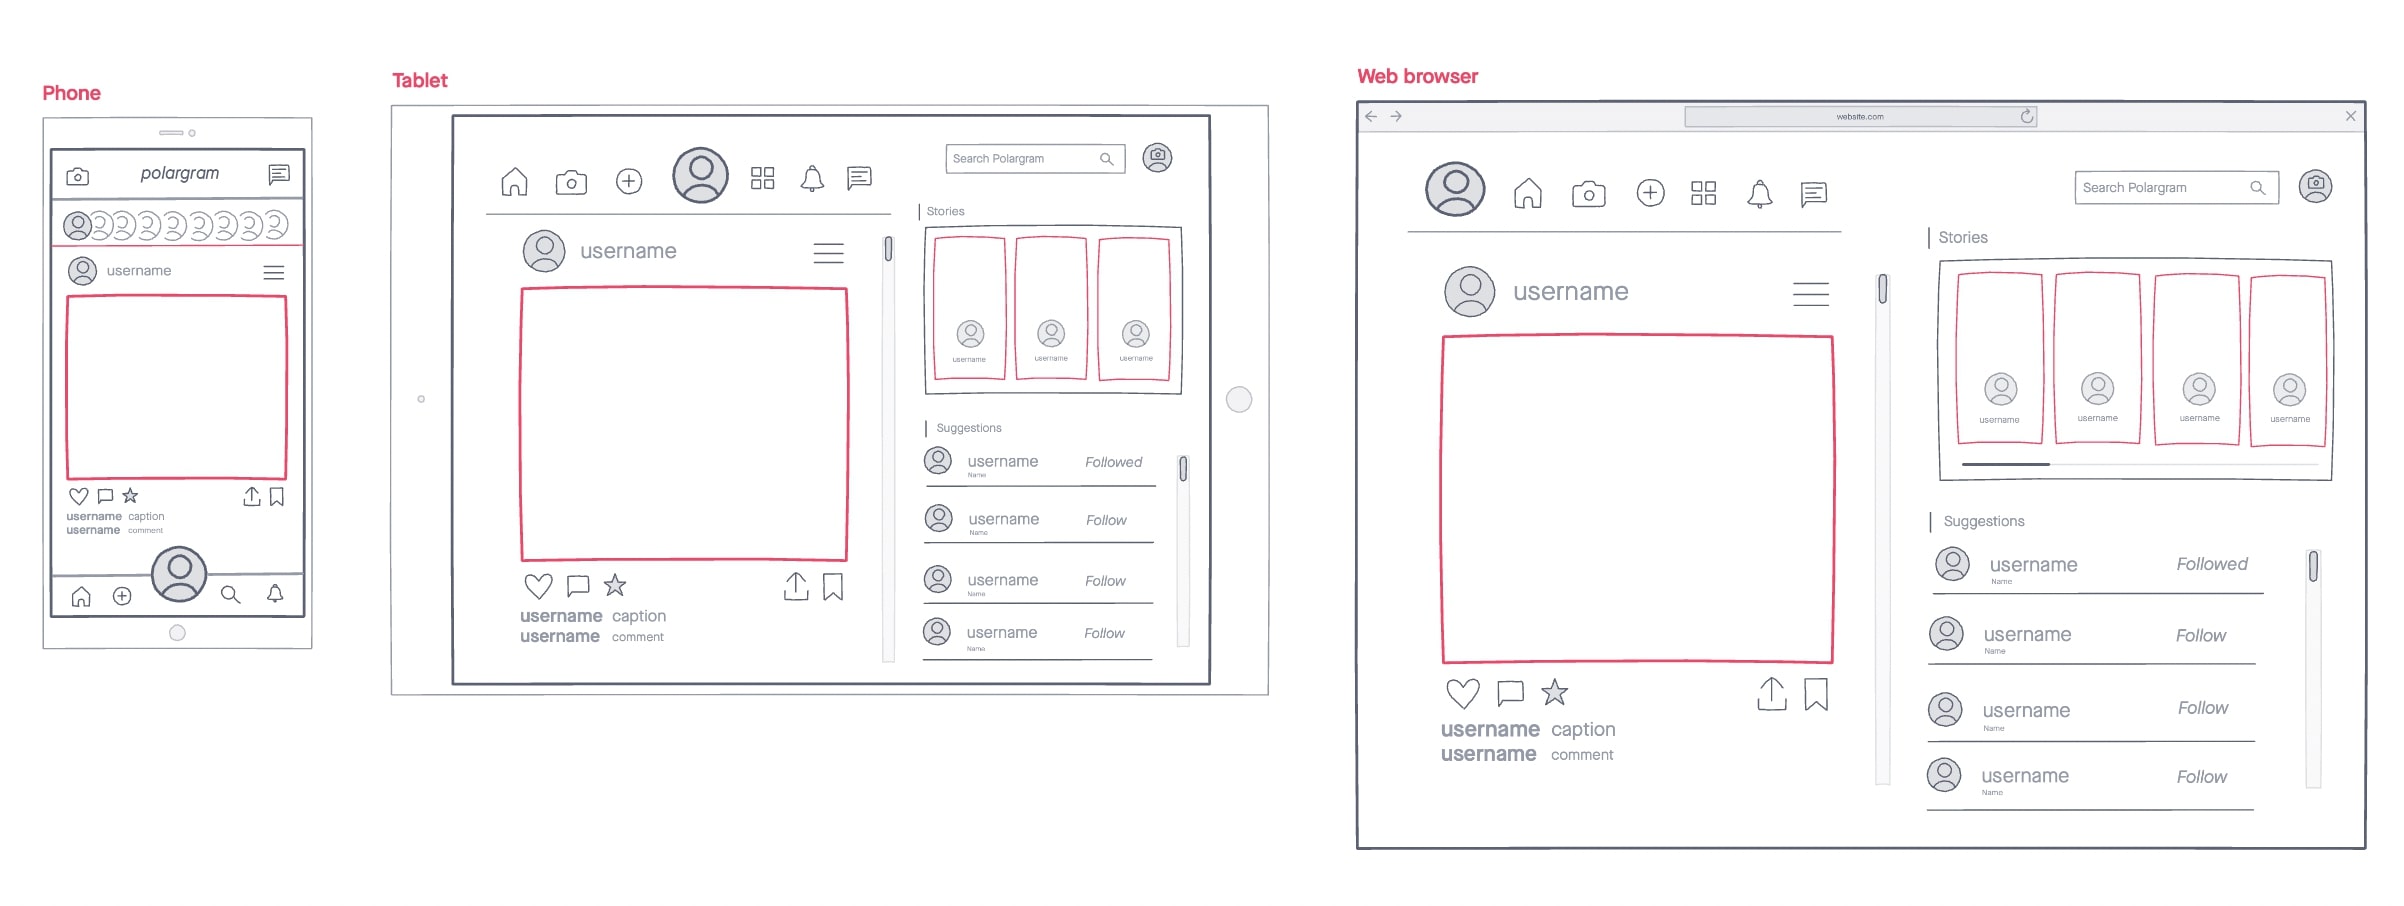 Phone
polargram
username
username caption
username comment
Tablet
Search Polargram
username
username caption
username comment
Stories
username username username
Suggestions
username Followed
Name
username Follow
Name
username Follow
Name
username Follow
Name
Web browser
website.com
Search Polargram
username
username caption
username comment
Stories
username username username username
Suggestions
username Followed
Name
username Follow
Name
username Follow
Name
username Follow
Name